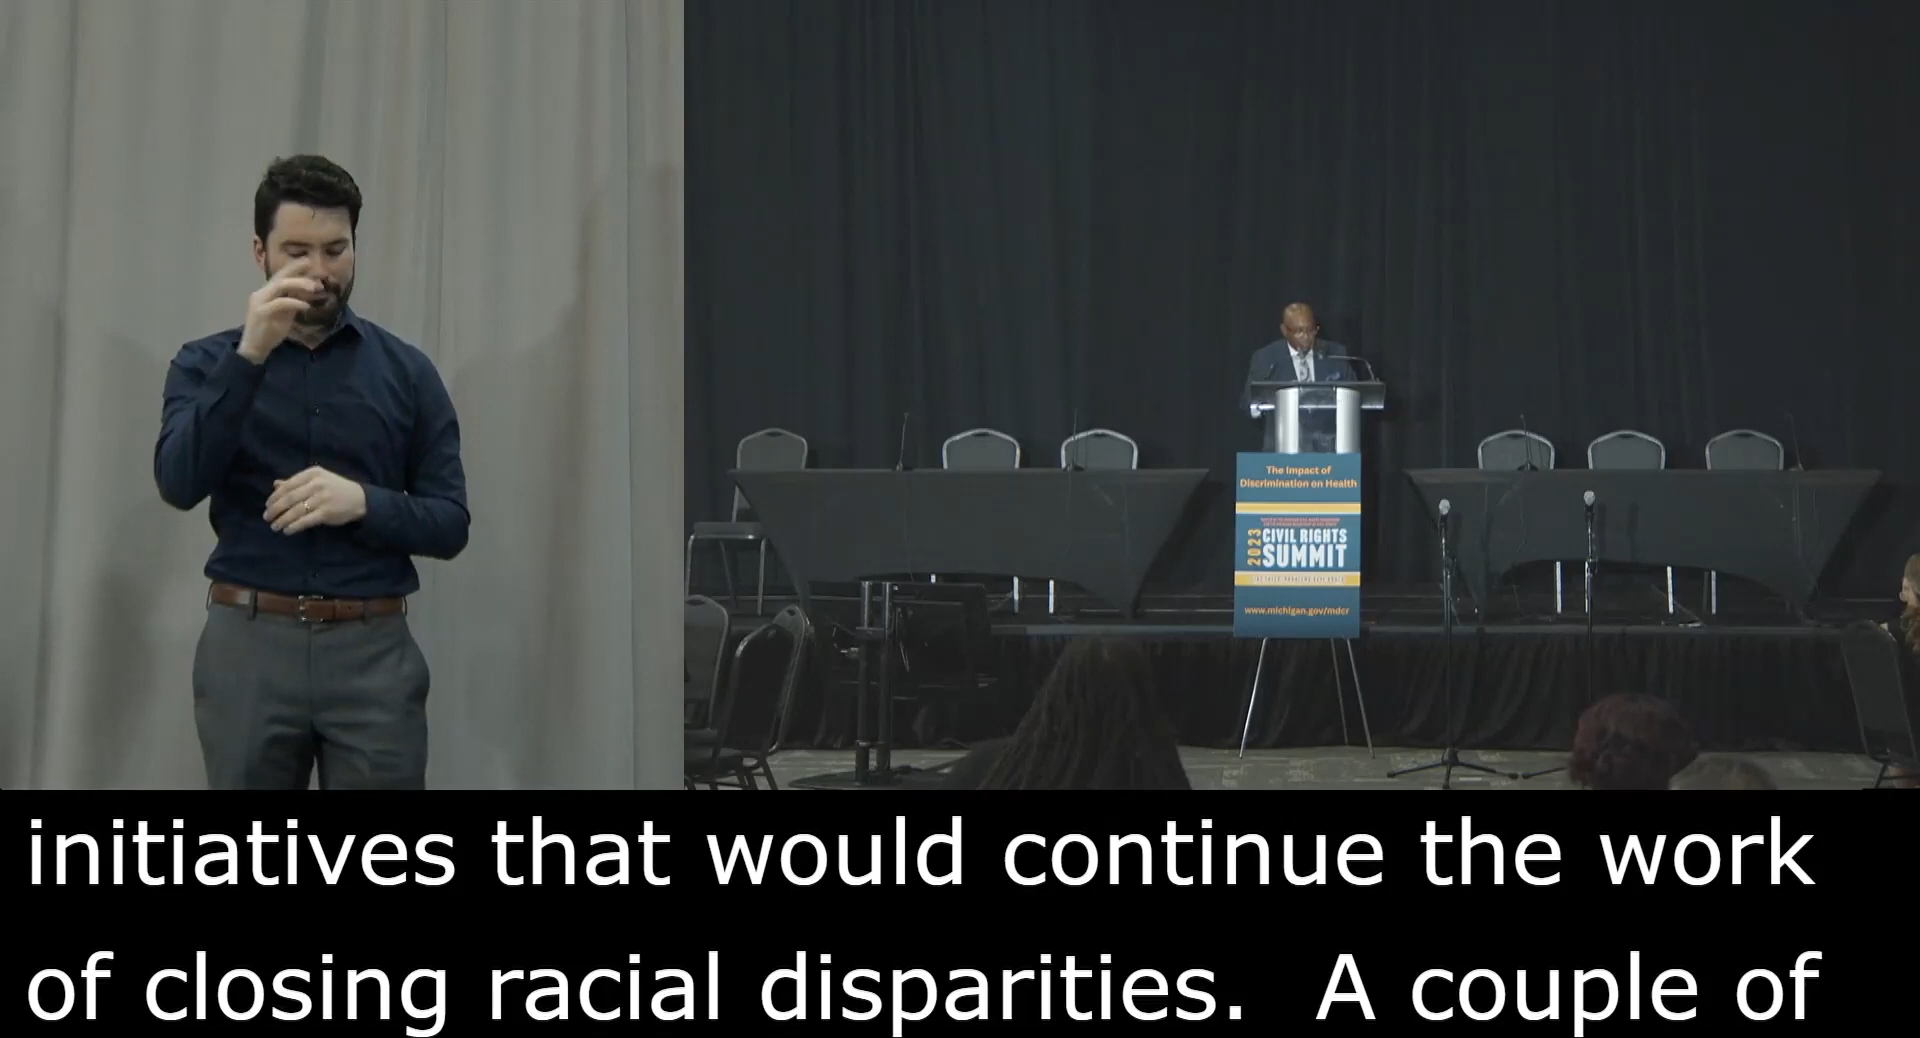 The Impact of
Discrimination on Health
2023
CIVIL RIGHTS
SUMMIT
www.michigan.gov/mdcr
initiatives that would continue the work
of closing racial disparities.  A couple of